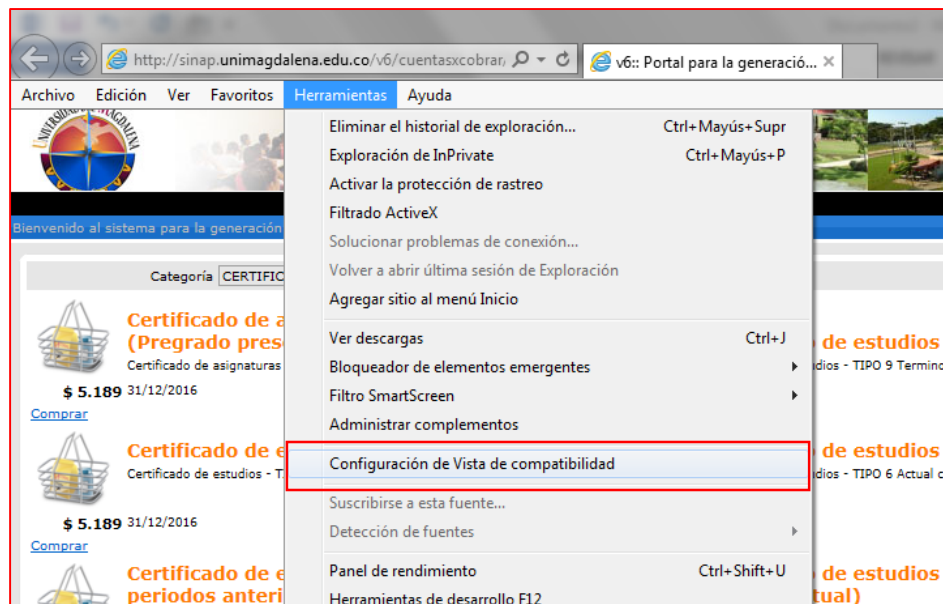 http://sinap.unimagdalena.edu.co/v6/cuentasxcobrar,
v6:: Portal para la generació...
Archivo Edición Ver Favoritos Herramientas Ayuda
Eliminar el historial de exploración... Ctrl+Mayús+Supr
Exploración de InPrivate Ctrl+Mayús+P
Activar la protección de rastreo
Filtrado ActiveX
Bienvenido al sistema para la generación
Solucionar problemas de conexión...
Volver a abrir última sesión de Exploración
Categoría CERTIFIC
Agregar sitio al menú Inicio
Certificado de a
(Pregrado pres
Certificado de asignaturas
$ 5.189 31/12/2016
Comprar
Ver descargas Ctrl+J
Bloqueador de elementos emergentes
Filtro SmartScreen
Administrar complementos
de estudios
dios - TIPO 9 Termino
Certificado de e
Certificado de estudios - T
$ 5.189 31/12/2016
Comprar
Configuración de Vista de compatibilidad
de estudios
dios - TIPO 6 Actual c
Suscribirse a esta fuente...
Detección de fuentes
Certificado de e
periodos anteri
Panel de rendimiento Ctrl+Shift+U
Herramientas de desarrollo F12
de estudios
tual)